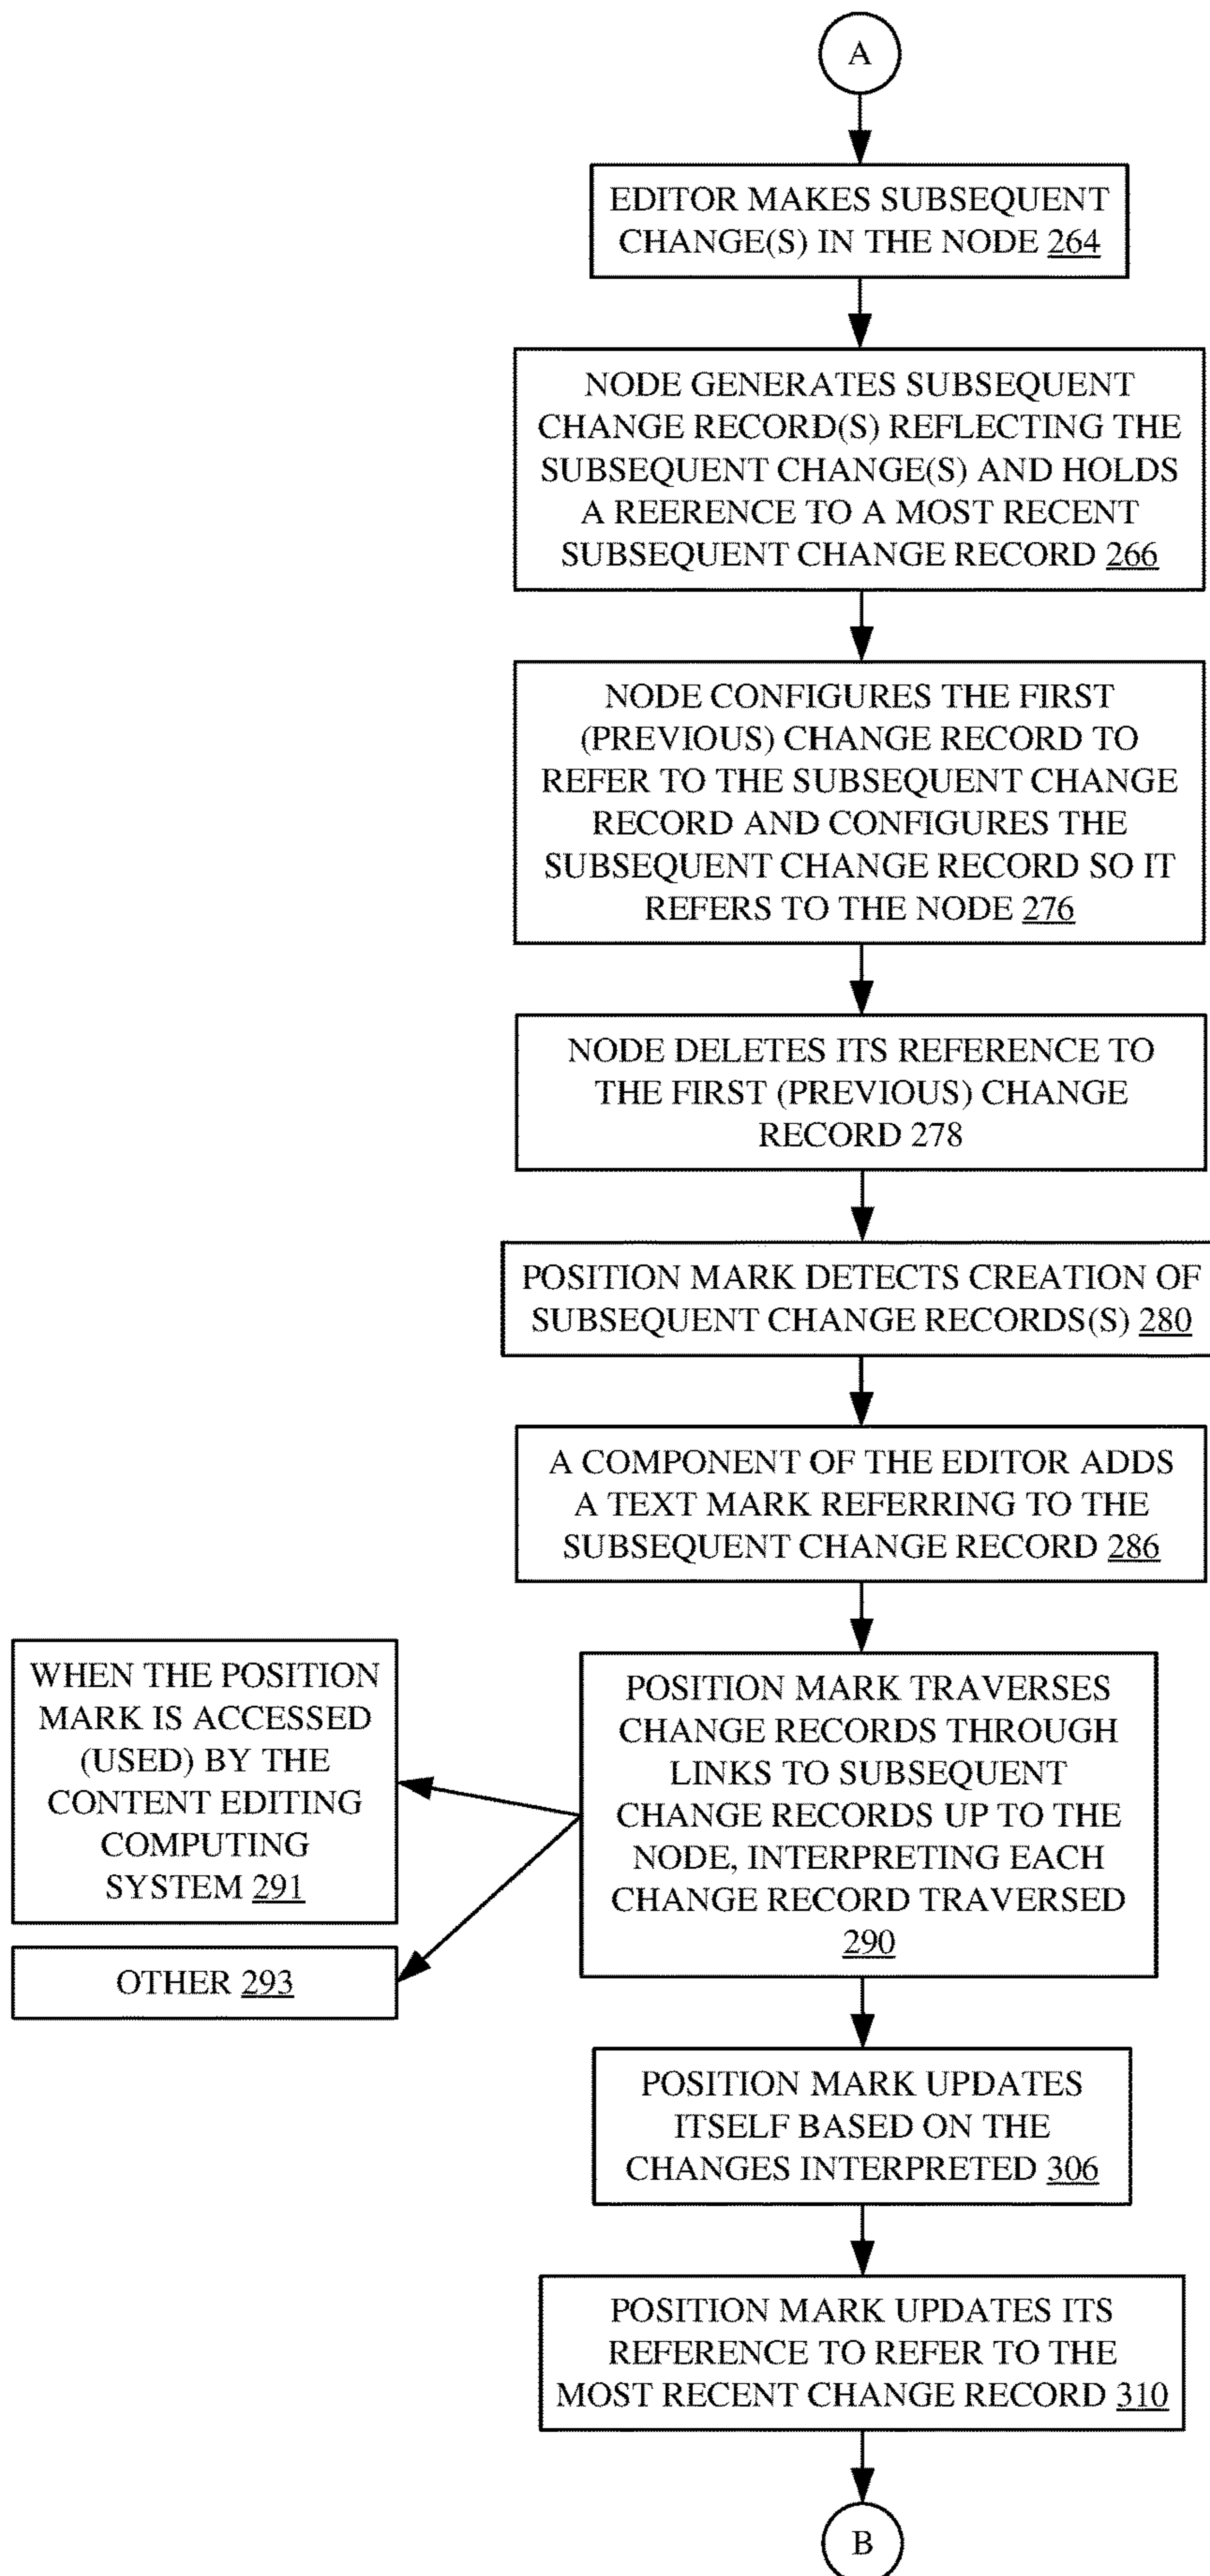 A
EDITOR MAKES SUBSEQUENT
CHANGE(S) IN THE NODE 264
NODE GENERATES SUBSEQUENT
CHANGE RECORD(S) REFLECTING THE
SUBSEQUENT CHANGE(S) AND HOLDS
A REERENCE TO A MOST RECENT
SUBSEQUENT CHANGE RECORD 266
NODE CONFIGURES THE FIRST
(PREVIOUS) CHANGE RECORD TO
REFER TO THE SUBSEQUENT CHANGE
RECORD AND CONFIGURES THE
SUBSEQUENT CHANGE RECORD SO IT
REFERS TO THE NODE 276
NODE DELETES ITS REFERENCE TO
THE FIRST (PREVIOUS) CHANGE
RECORD 278
POSITION MARK DETECTS CREATION OF
SUBSEQUENT CHANGE RECORDS(S) 280
A COMPONENT OF THE EDITOR ADDS
A TEXT MARK REFERRING TO THE
SUBSEQUENT CHANGE RECORD 286
POSITION MARK TRAVERSES
CHANGE RECORDS THROUGH
LINKS TO SUBSEQUENT
CHANGE RECORDS UP TO THE
NODE, INTERPRETING EACH
CHANGE RECORD TRAVERSED
290
WHEN THE POSITION
MARK IS ACCESSED
(USED) BY THE
CONTENT EDITING
COMPUTING
SYSTEM 291
OTHER 293
POSITION MARK UPDATES
ITSELF BASED ON THE
CHANGES INTERPRETED 306
POSITION MARK UPDATES ITS
REFERENCE TO REFER TO THE
MOST RECENT CHANGE RECORD 310
B